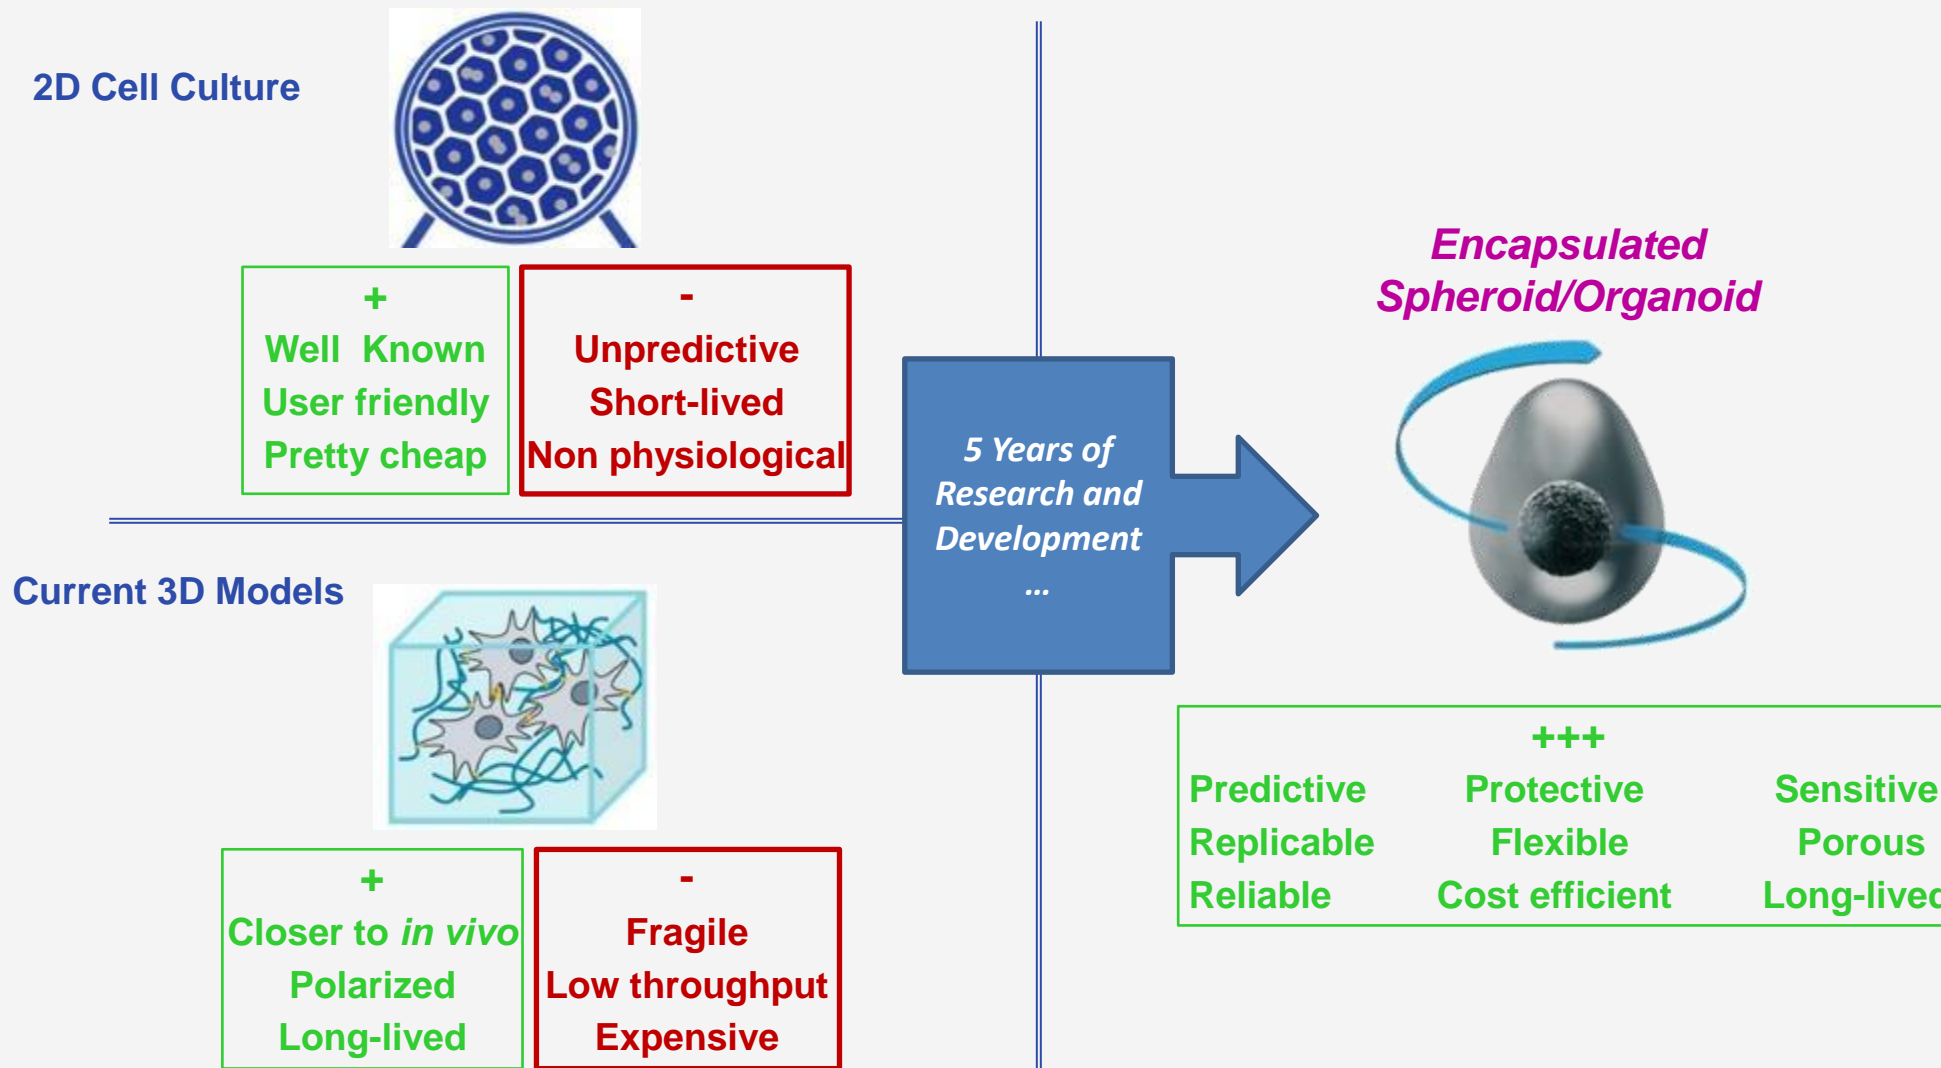 2D Cell Culture
+
Well Known
User friendly
Pretty cheap
-
Unpredictive
Short-lived
Non physiological
Current 3D Models
+
Closer to in vivo
Polarized
Long-lived
-
Fragile
Low throughput
Expensive
5 Years of
Research and
Development
...
Encapsulated
Spheroid/Organoid
+++
Predictive Protective Sensitive
Replicable Flexible Porous
Reliable Cost efficient Long-lived